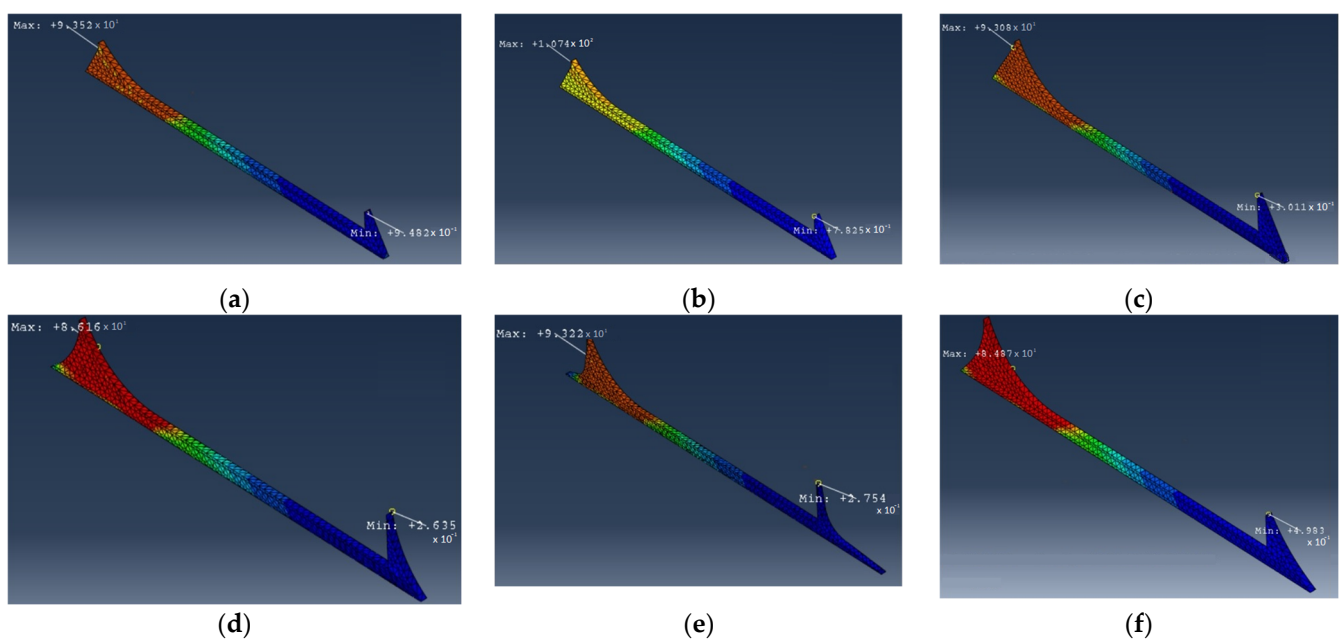 Max: +9.352 x 10¹
Min: +9.482 x 10⁻¹
(a)
Max: +1.074 x 10²
Min: +7.825 x 10⁻¹
(b)
Max: +9.308 x 10¹
Min: +3.011 x 10⁻¹
(c)
Max: +8.616 x 10¹
Min: +2.635
x 10⁻¹
(d)
Max: +9.322 x 10¹
Min: +2.754
x 10⁻¹
(e)
Max: +8.487 x 10¹
Min: +4.983
x 10⁻¹
(f)